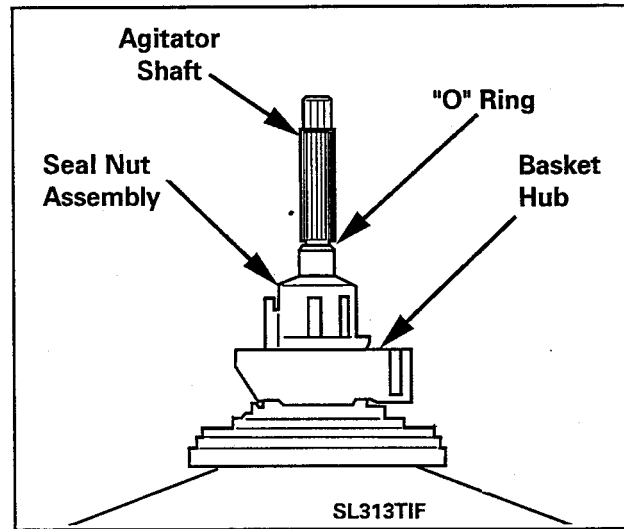 Agitator
Shaft
"O" Ring
Seal Nut
Assembly
Basket
Hub
SL313TIF